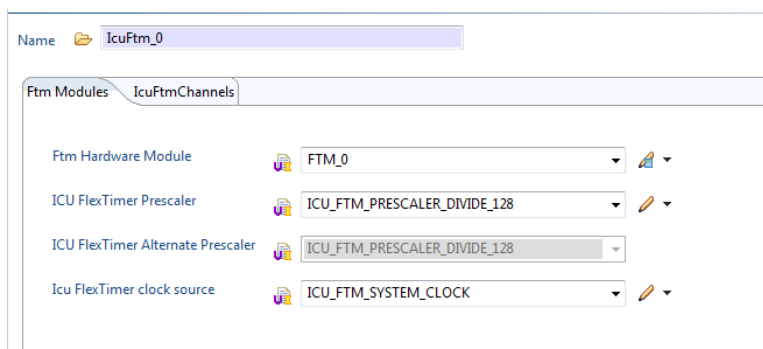 Name IcuFtm_0
Ftm Modules IcuFtmChannels
Ftm Hardware Module FTM_0
ICU FlexTimer Prescaler ICU_FTM_PRESCALER_DIVIDE_128
ICU FlexTimer Alternate Prescaler ICU_FTM_PRESCALER_DIVIDE_128
Icu FlexTimer clock source ICU_FTM_SYSTEM_CLOCK